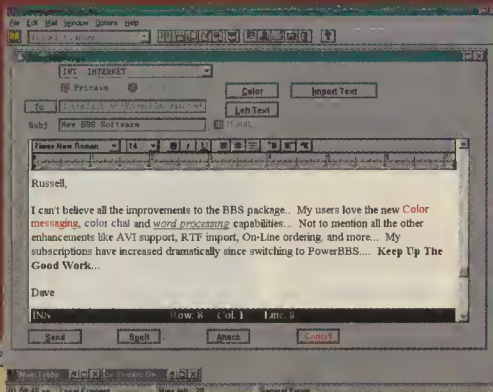 File Edit Mail Window Options Help
INT INTERNET
Private
Color
Import Text
To
Left Text
Subj New BBS Software
Times New Roman 14 B I U
Russell,
I can't believe all the improvements to the BBS package.. My users love the new Color
messaging, color chat and word processing capabilities... Not to mention all the other
enhancements like AVI support, RTF import, On-Line ordering, and more... My
subscriptions have increased dramatically since switching to PowerBBS.... Keep Up The
Good Work...
Dave
INS Row: 8 Col: 1 Line: 8
Send Spell Attach Cancel